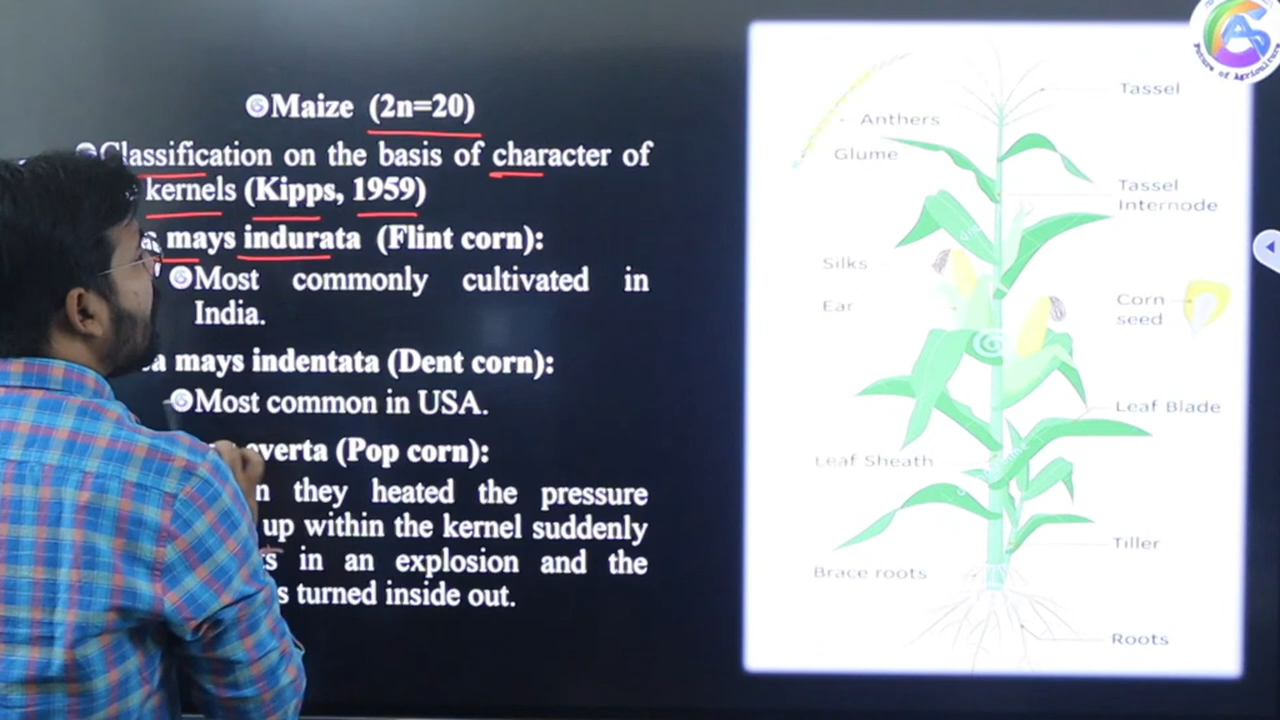 Maize (2n=20)
Classification on the basis of character of
kernels (Kipps, 1959)
mays indurata (Flint corn):
Most commonly cultivated in
India.
mays indentata (Dent corn):
Most common in USA.
(Pop corn):
they heated the pressure
up within the kernel suddenly
in an explosion and the
turned inside out.
Tassel
Anthers
Glume
Tassel
Internode
Silks
Ear
Corn
seed
Leaf Blade
Leaf Sheath
Tiller
Brace roots
Roots
Future of Agriculture